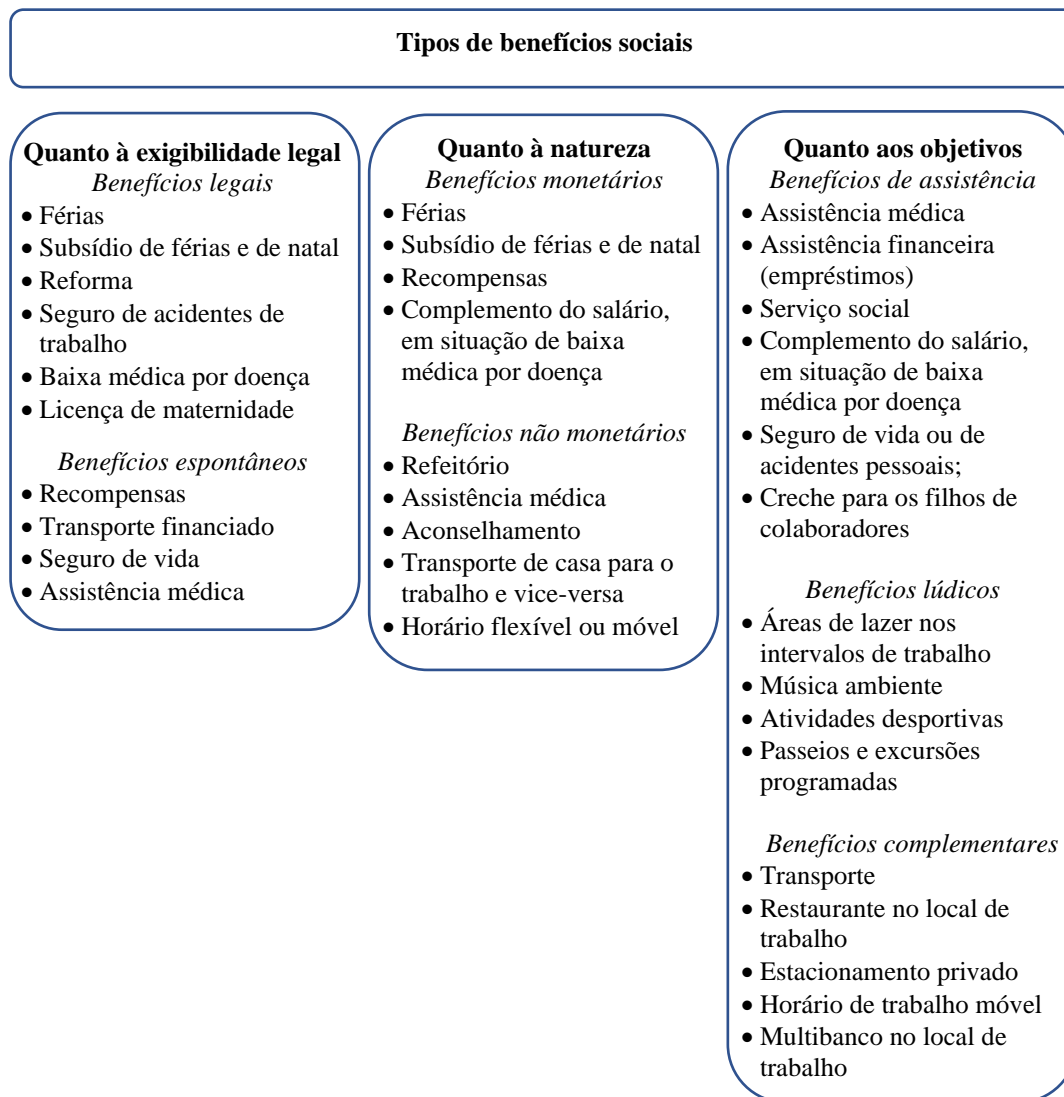 Tipos de benefícios sociais
Quanto à exigibilidade legal
Benefícios legais
• Férias
• Subsídio de férias e de natal
• Reforma
• Seguro de acidentes de
trabalho
• Baixa médica por doença
• Licença de maternidade
Benefícios espontâneos
• Recompensas
• Transporte financiado
• Seguro de vida
• Assistência médica
Quanto à natureza
Benefícios monetários
• Férias
• Subsídio de férias e de natal
• Recompensas
• Complemento do salário,
em situação de baixa
médica por doença
Benefícios não monetários
• Refeitório
• Assistência médica
• Aconselhamento
• Transporte de casa para o
trabalho e vice-versa
• Horário flexível ou móvel
Quanto aos objetivos
Benefícios de assistência
• Assistência médica
• Assistência financeira
(empréstimos)
• Serviço social
• Complemento do salário,
em situação de baixa
médica por doença
• Seguro de vida ou de
acidentes pessoais;
• Creche para os filhos de
colaboradores
Benefícios lúdicos
• Áreas de lazer nos
intervalos de trabalho
• Música ambiente
• Atividades desportivas
• Passeios e excursões
programadas
Benefícios complementares
• Transporte
• Restaurante no local de
trabalho
• Estacionamento privado
• Horário de trabalho móvel
• Multibanco no local de
trabalho